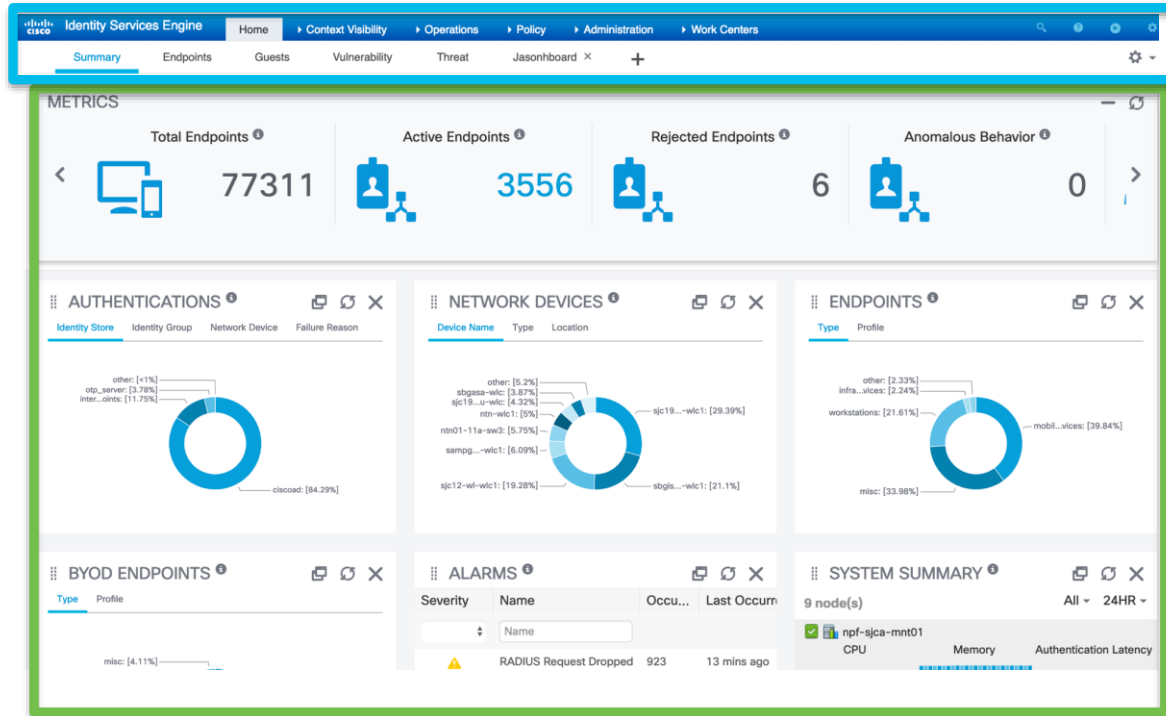 cisco Identity Services Engine Home Context Visibility Operations Policy Administration Work Centers
Summary Endpoints Guests Vulnerability Threat Jasonhboard ×
METRICS
Total Endpoints Active Endpoints Rejected Endpoints Anomalous Behavior
77311 3556 6 0
AUTHENTICATIONS NETWORK DEVICES ENDPOINTS
Identity Store Identity Group Network Device Failure Reason Device Name Type Location Type Profile
other: [<1%]
otp_server: [3.78%]
inter...oints: [11.75%]
ciscoad: [84.29%]
other: [5.2%]
sbgasa-wlc: [3.87%]
sjc19...u-wlc: [4.32%]
ntn-wlc1: [5%]
ntn01-11a-sw3: [5.75%]
sampg...-wlc1: [6.09%]
sjc12-wl-wlc1: [19.28%]
sjc19...-wlc1: [29.39%]
sbgis...-wlc1: [21.1%]
other: [2.33%]
infra...vices: [2.24%]
workstations: [21.61%]
mobil...vices: [39.84%]
misc: [33.98%]
BYOD ENDPOINTS ALARMS SYSTEM SUMMARY
Type Profile
misc: [4.11%]
Severity Name Occu... Last Occurre
Name
RADIUS Request Dropped 923 13 mins ago
9 node(s) All 24HR
npf-sjca-mnt01
CPU Memory Authentication Latency